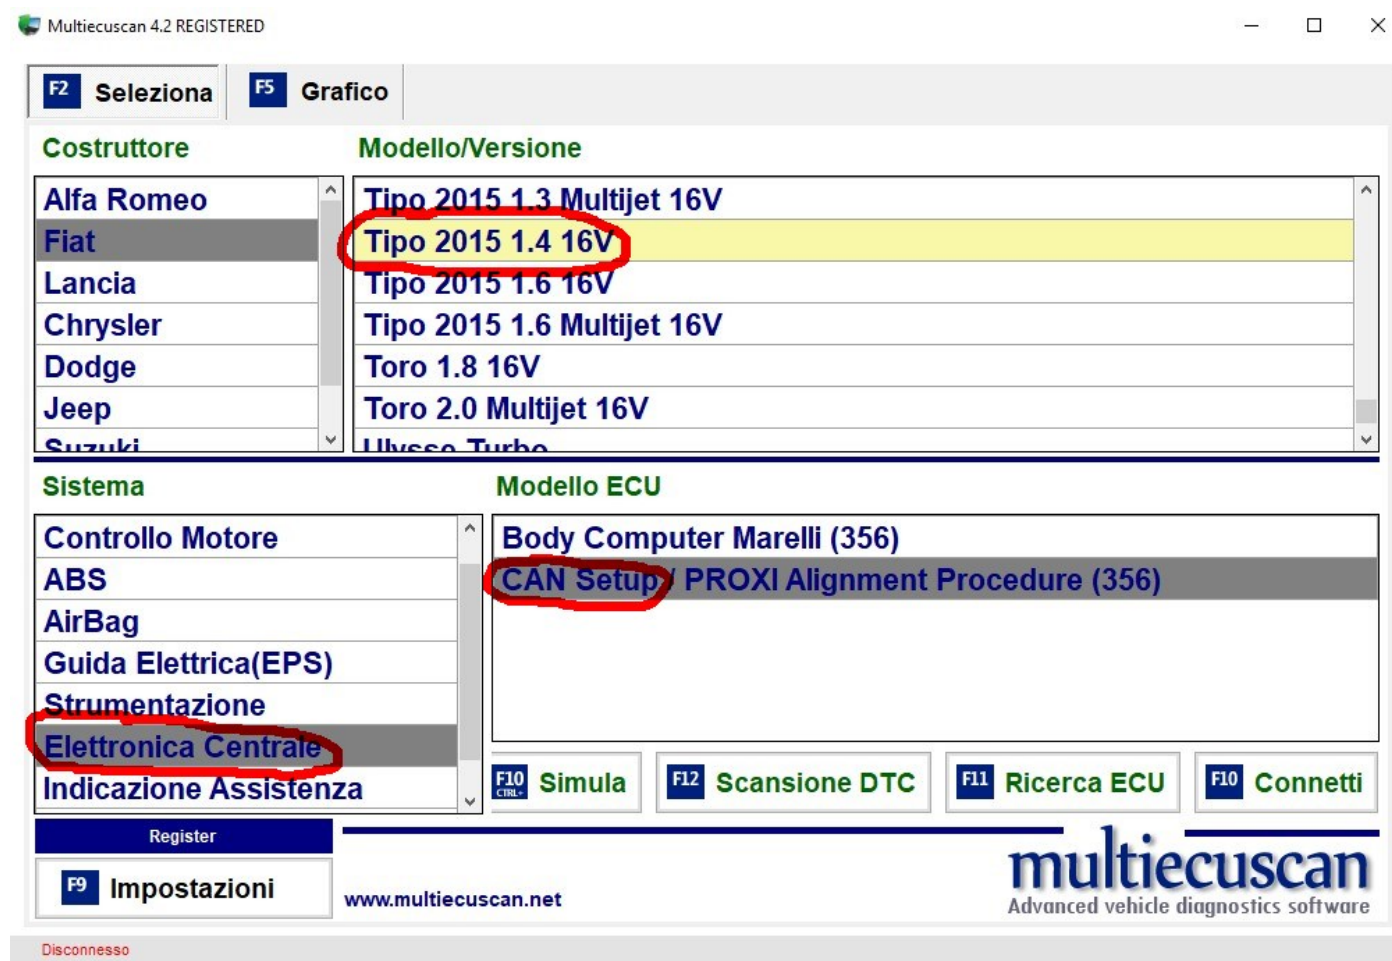 Multiecuscan 4.2 REGISTERED
F2 Seleziona F5 Grafico
Costruttore
Alfa Romeo
Fiat
Lancia
Chrysler
Dodge
Jeep
Suzuki
Modello/Versione
Tipo 2015 1.3 Multijet 16V
Tipo 2015 1.4 16V
Tipo 2015 1.6 16V
Tipo 2015 1.6 Multijet 16V
Toro 1.8 16V
Toro 2.0 Multijet 16V
Ulysse Turbo
Sistema
Controllo Motore
ABS
AirBag
Guida Elettrica(EPS)
Strumentazione
Elettronica Centrale
Indicazione Assistenza
Modello ECU
Body Computer Marelli (356)
CAN Setup / PROXI Alignment Procedure (356)
F10 CTRL+ Simula F12 Scansione DTC F11 Ricerca ECU F10 Connetti
Register
F9 Impostazioni
www.multiecuscan.net
multiecuscan
Advanced vehicle diagnostics software
Disconnesso